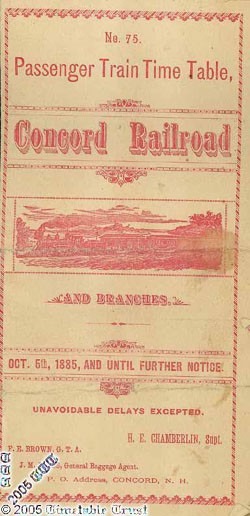 No. 75.
Passenger Train Time Table,
Concord Railroad
AND BRANCHES.
OCT. 5th, 1885, AND UNTIL FURTHER NOTICE.
UNAVOIDABLE DELAYS EXCEPTED.
H. E. CHAMBERLIN, Supt.
F. E. BROWN, G. T. A.
J. M. General Baggage Agent.
P. O. Address, CONCORD, N. H.
2005
© 2005 Timetable